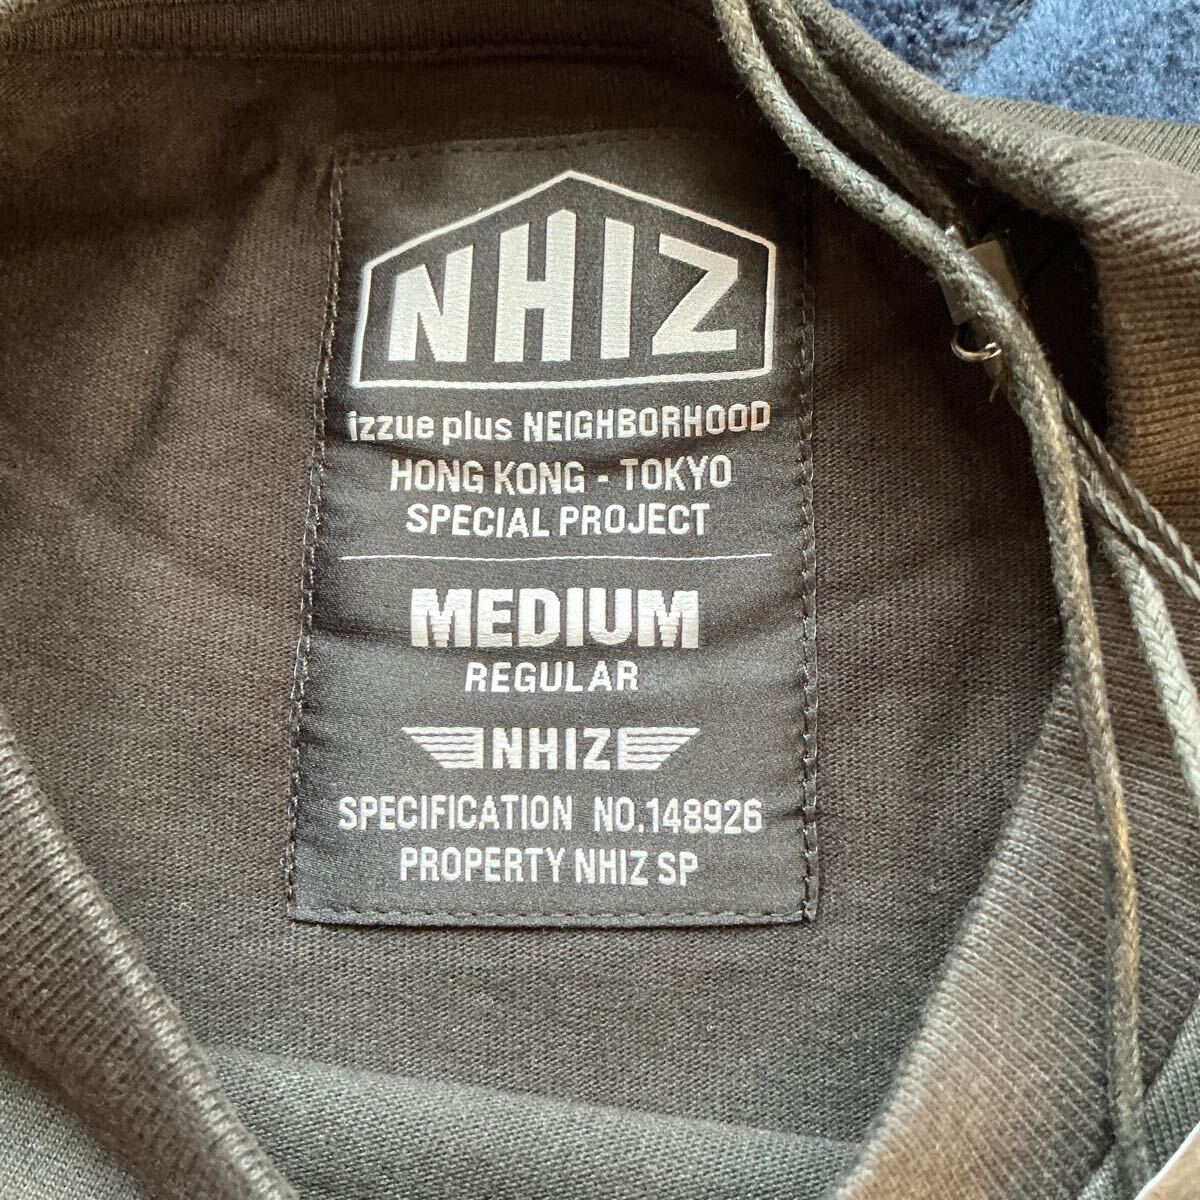 NHIZ
izzue plus NEIGHBORHOOD
HONG KONG - TOKYO
SPECIAL PROJECT
MEDIUM
REGULAR
NHIZ
SPECIFICATION NO.148926
PROPERTY NHIZ SP